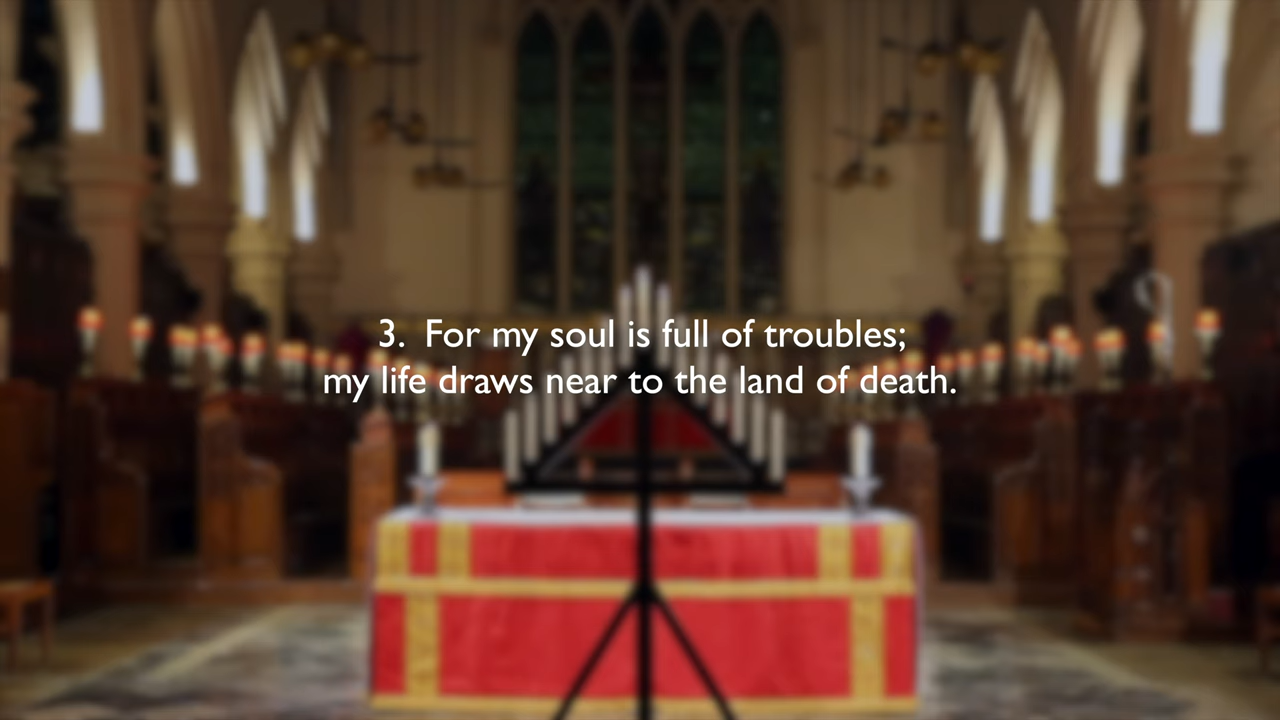 3. For my soul is full of troubles;
my life draws near to the land of death.